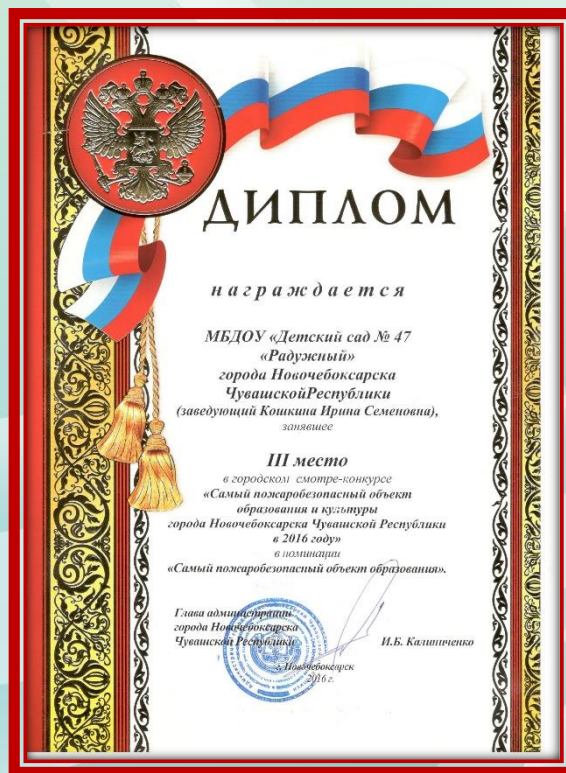 ДИПЛОМ
награждается
МБДОУ «Детский сад № 47
«Радужный»
города Новочебоксарска
ЧувашскойРеспублики
(заведующий Кошкина Ирина Семеновна),
занявшее
III место
в городском смотре-конкурсе
«Самый пожаробезопасный объект
образования и культуры
города Новочебоксарска Чувашской Республики
в 2016 году»
в номинации
«Самый пожаробезопасный объект образования».
Глава администрации
города Новочебоксарска
Чувашской Республики И.Б. Калиниченко
г. Новочебоксарск
2016 г.